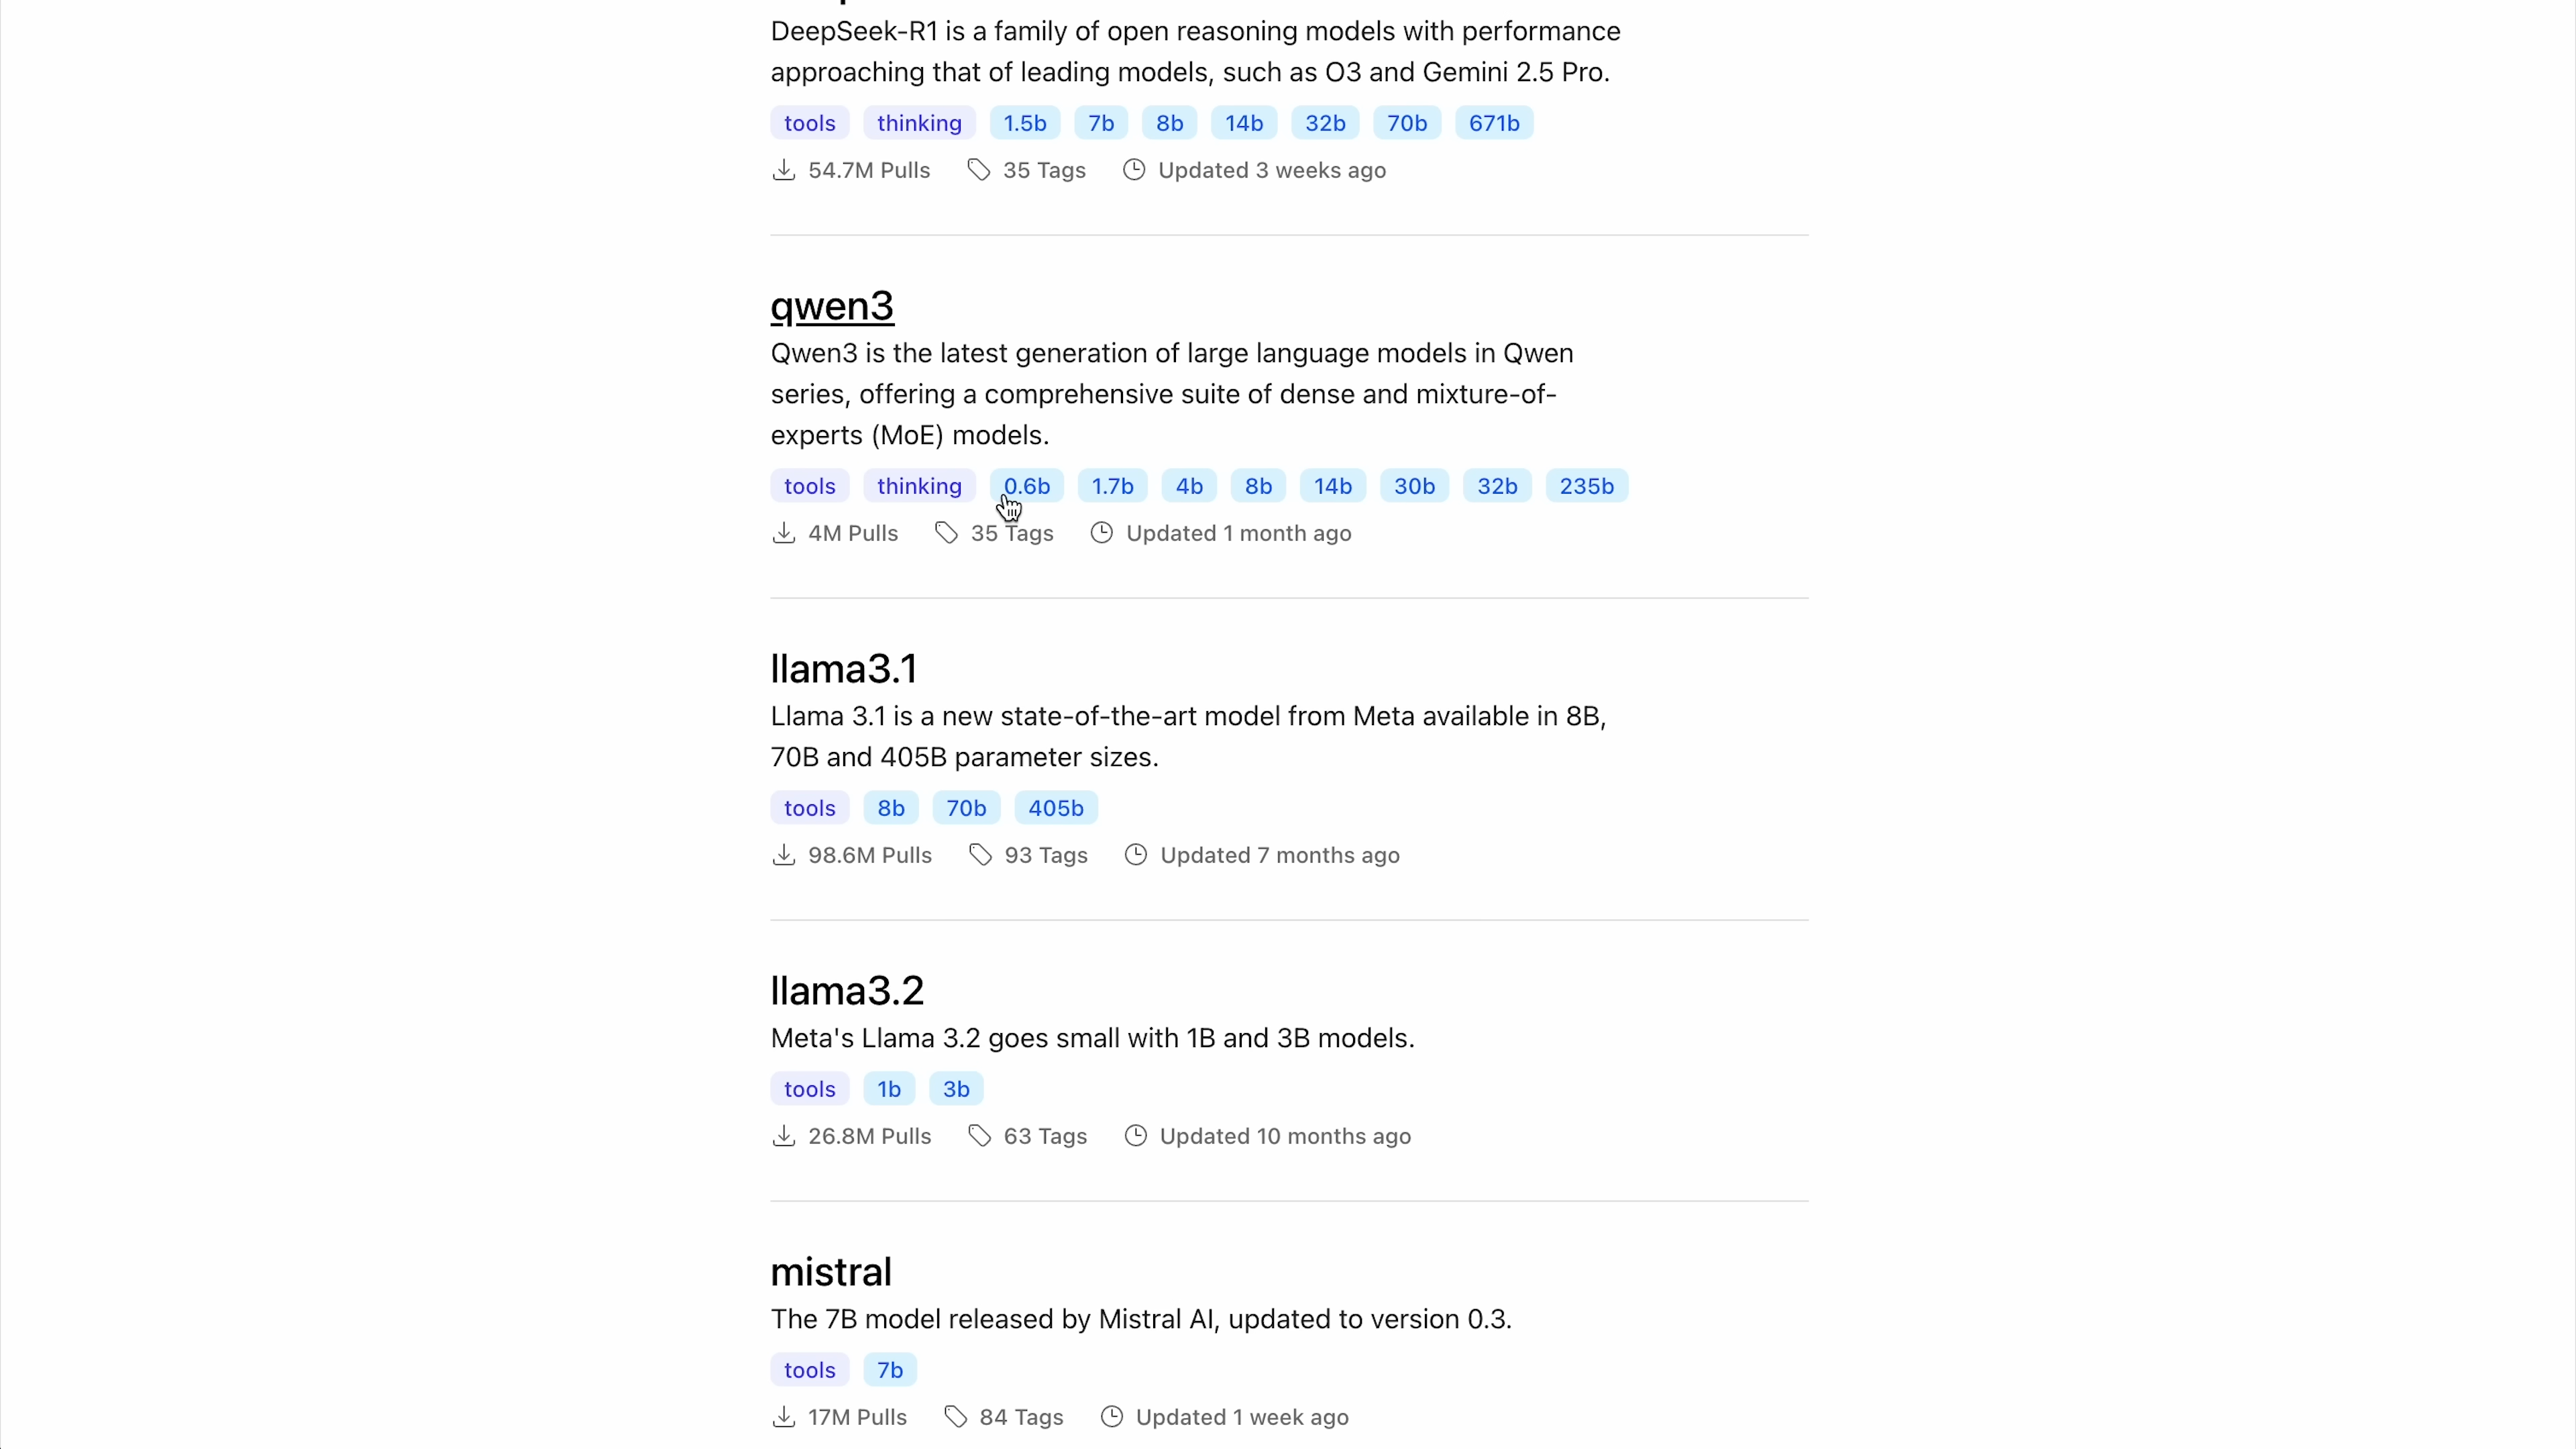 DeepSeek-R1 is a family of open reasoning models with performance
approaching that of leading models, such as O3 and Gemini 2.5 Pro.
tools thinking 1.5b 7b 8b 14b 32b 70b 671b
54.7M Pulls 35 Tags Updated 3 weeks ago
qwen3
Qwen3 is the latest generation of large language models in Qwen
series, offering a comprehensive suite of dense and mixture-of-
experts (MoE) models.
tools thinking 0.6b 1.7b 4b 8b 14b 30b 32b 235b
4M Pulls 35 Tags Updated 1 month ago
llama3.1
Llama 3.1 is a new state-of-the-art model from Meta available in 8B,
70B and 405B parameter sizes.
tools 8b 70b 405b
98.6M Pulls 93 Tags Updated 7 months ago
llama3.2
Meta's Llama 3.2 goes small with 1B and 3B models.
tools 1b 3b
26.8M Pulls 63 Tags Updated 10 months ago
mistral
The 7B model released by Mistral AI, updated to version 0.3.
tools 7b
17M Pulls 84 Tags Updated 1 week ago